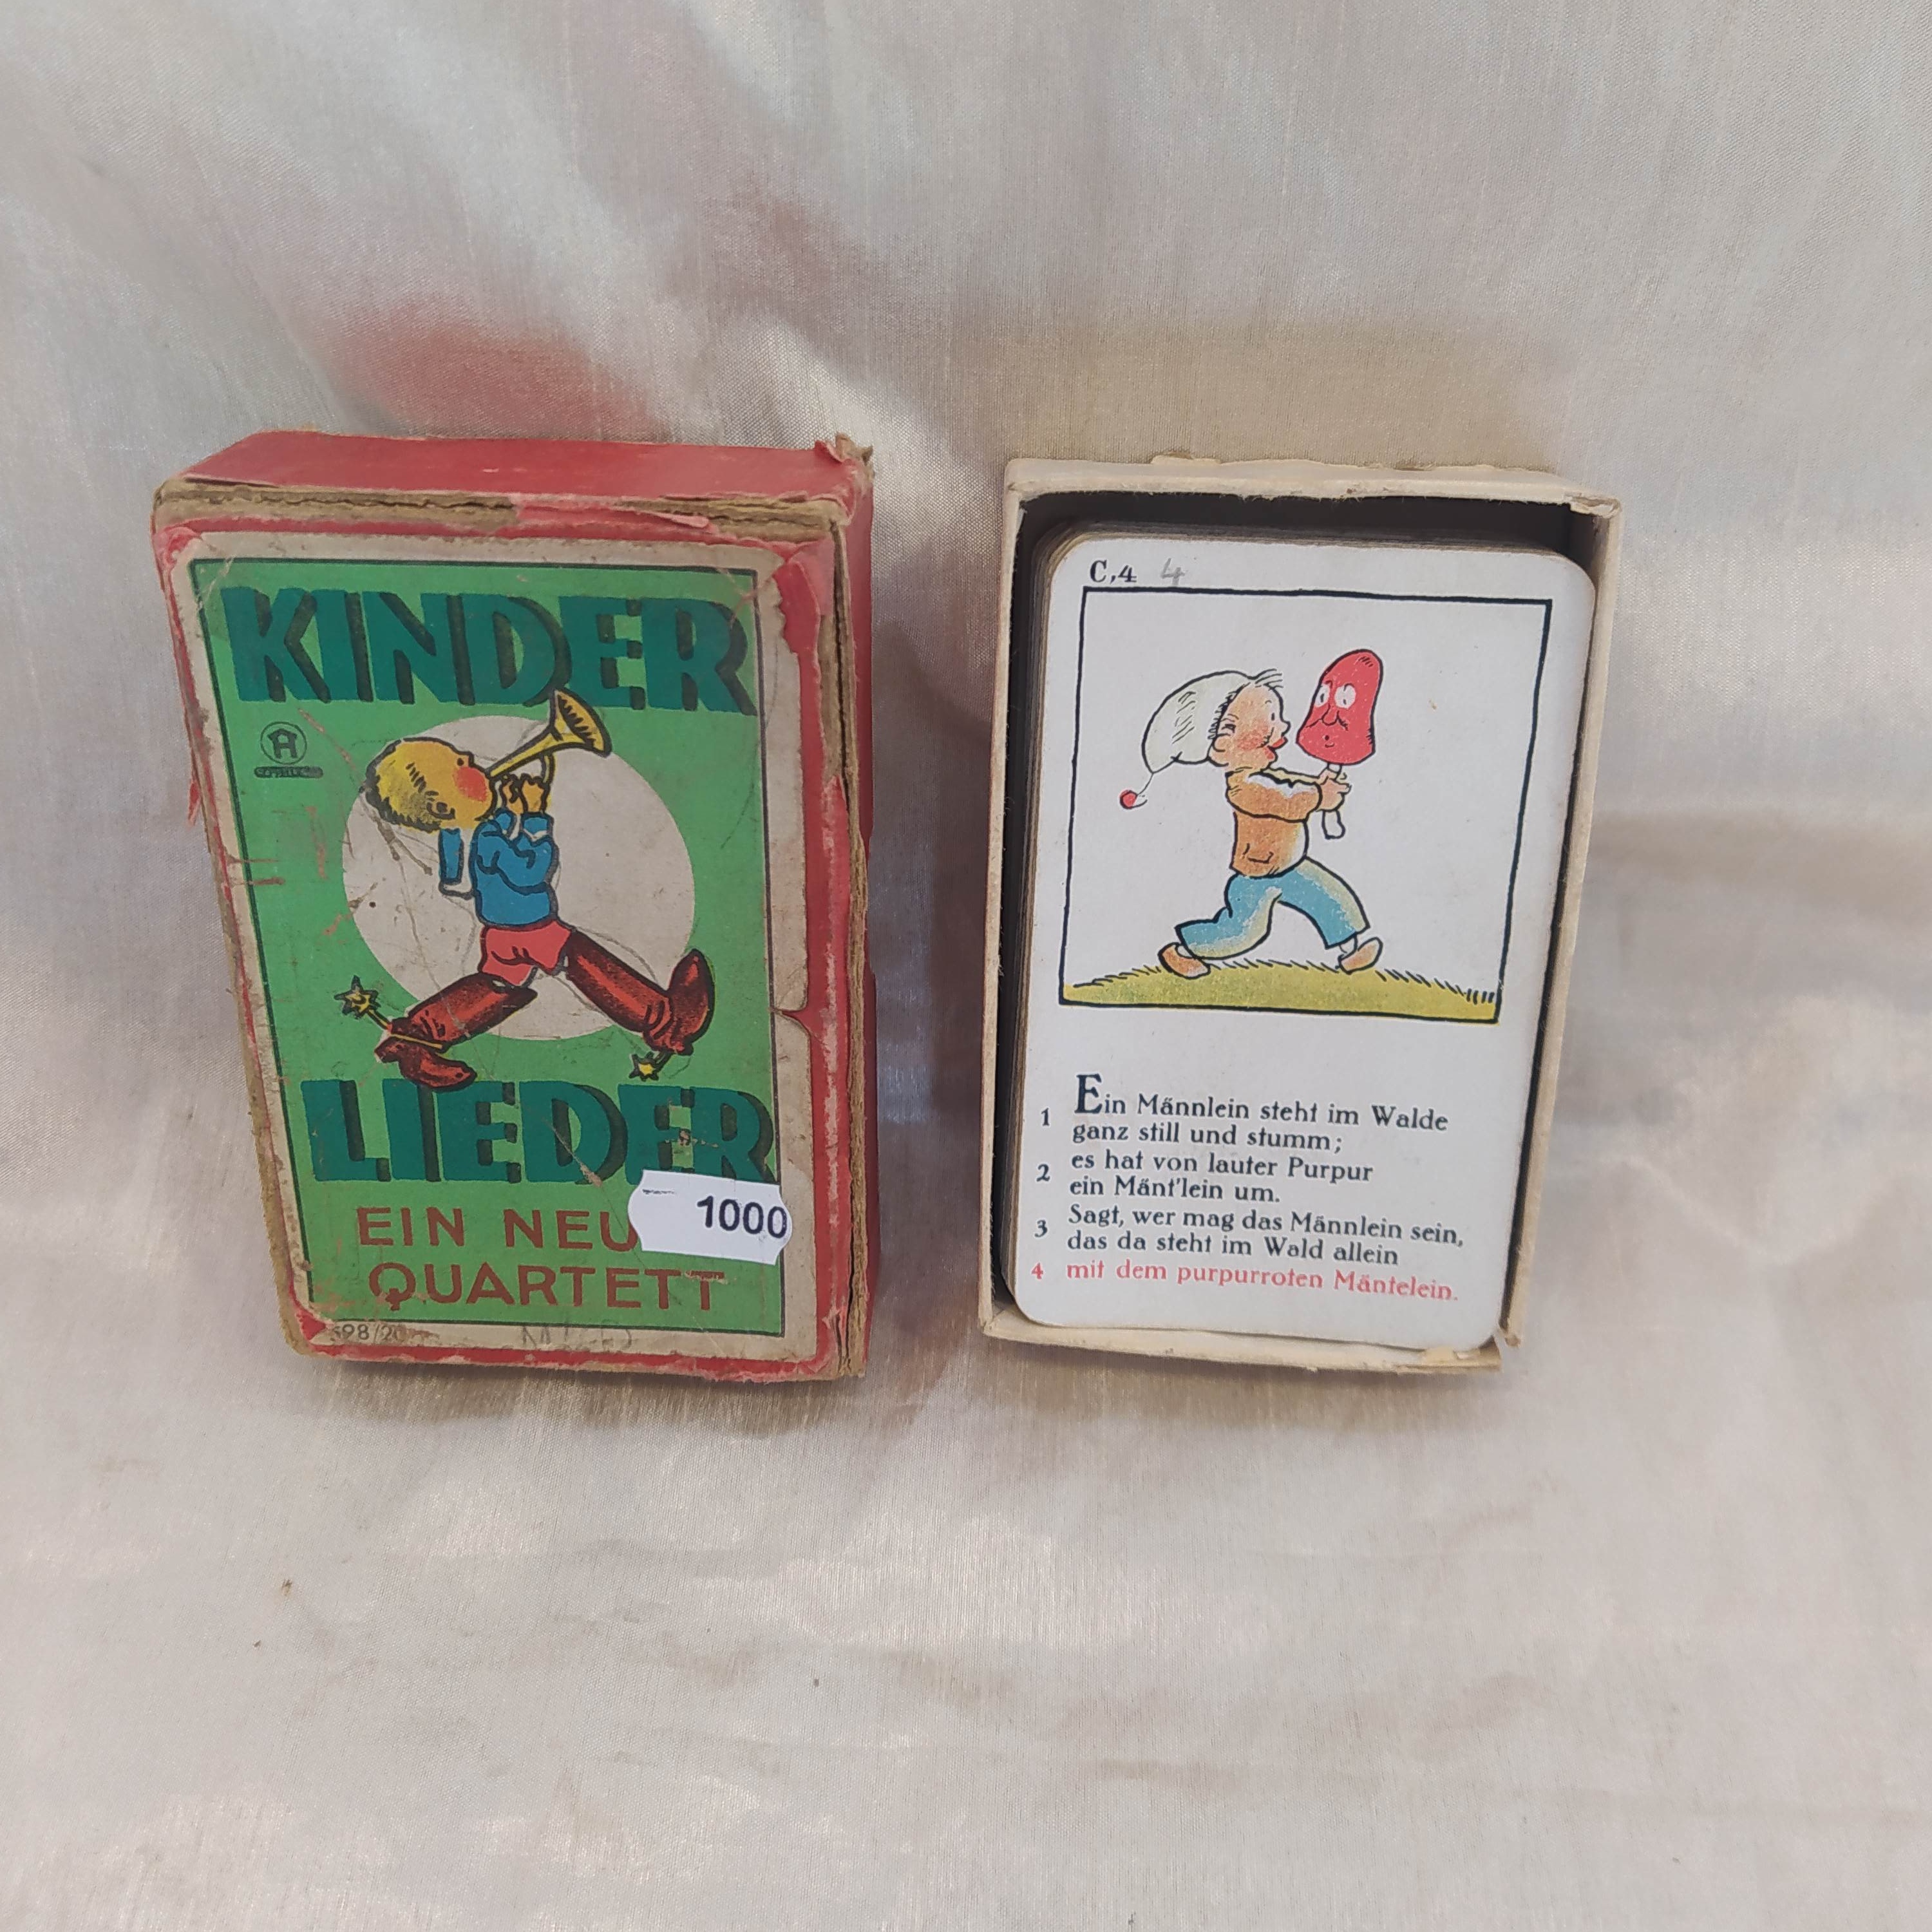 KINDER
LIEDER
EIN NEU
1000
QUARTETT
C,4 4
1 Ein Männlein steht im Walde
ganz still und stumm;
2 es hat von lauter Purpur
ein Mänt'lein um.
3 Sagt, wer mag das Männlein sein,
das da steht im Wald allein
4 mit dem purpurroten Mäntelein.